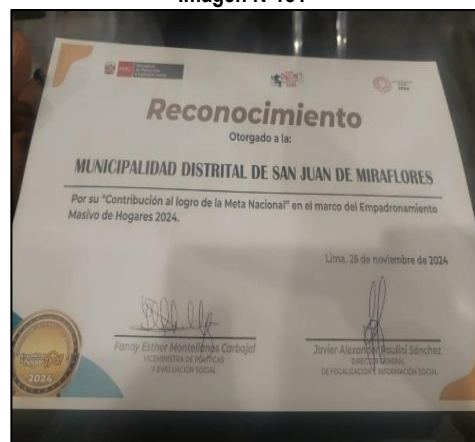 PERÚ
Reconocimiento
Otorgado a la:
MUNICIPALIDAD DISTRITAL DE SAN JUAN DE MIRAFLORES
Por su "Contribución al logro de la Meta Nacional" en el marco del Empadronamiento
Masivo de Hogares 2024.
Lima, 25 de noviembre de 2024
Fanny Esther Montellanos Carbajal
VICEMINISTRA DE POLÍTICAS
Y EVALUACIÓN SOCIAL
Javier Alexander Paulini Sánchez
DIRECTOR GENERAL
DE FOCALIZACIÓN E INFORMACIÓN SOCIAL
2024